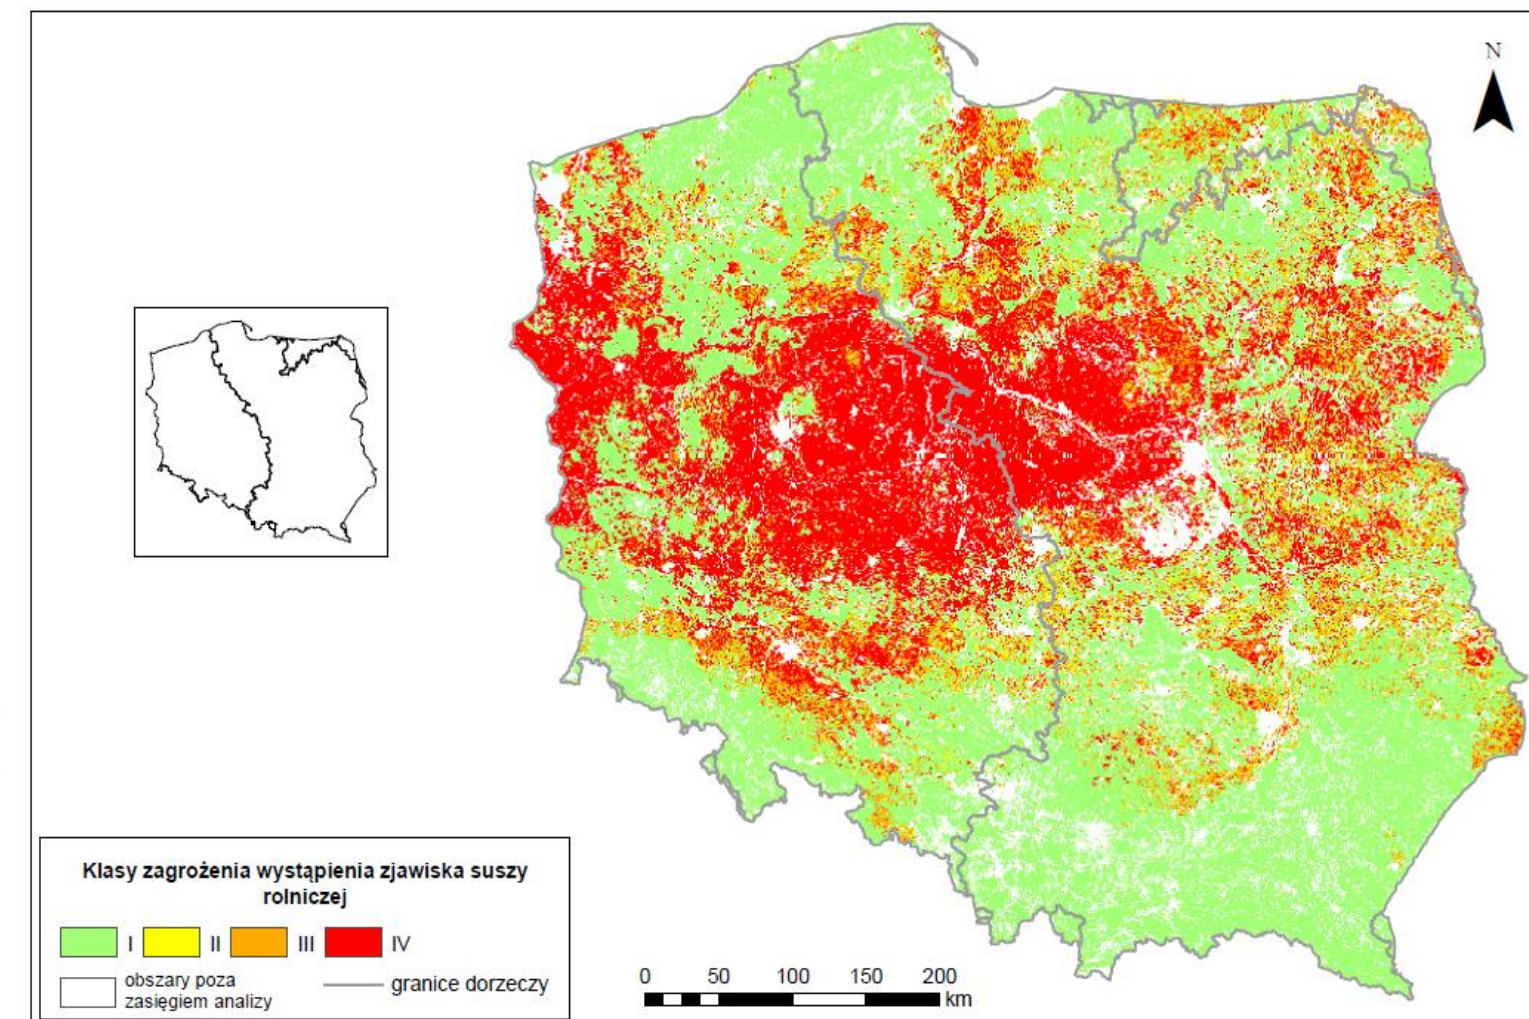 N
Klasy zagrożenia wystąpienia zjawiska suszy
rolniczej
I II III IV
obszary poza
zasięgiem analizy
granice dorzeczy
0 50 100 150 200
km